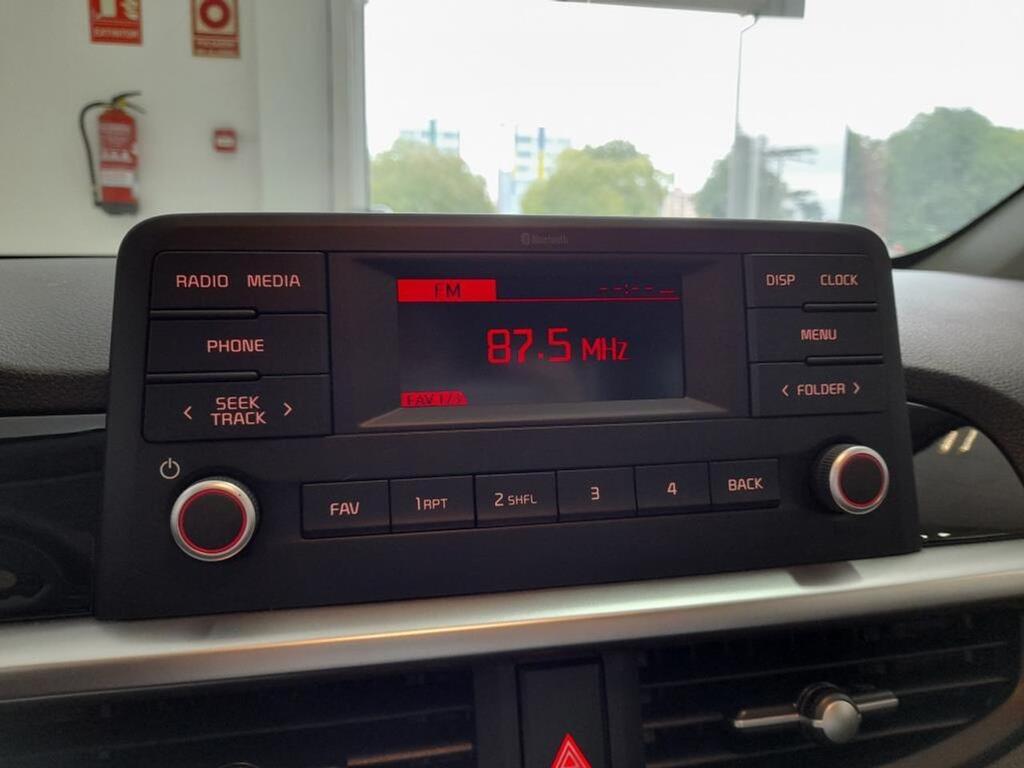 EXTINTOR
Bluetooth
RADIO MEDIA
PHONE
< SEEK TRACK >
FM
--:-- 
87.5 MHz
FAV 1/3
DISP CLOCK
MENU
< FOLDER >
FAV
1 RPT
2 SHFL
3
4
BACK